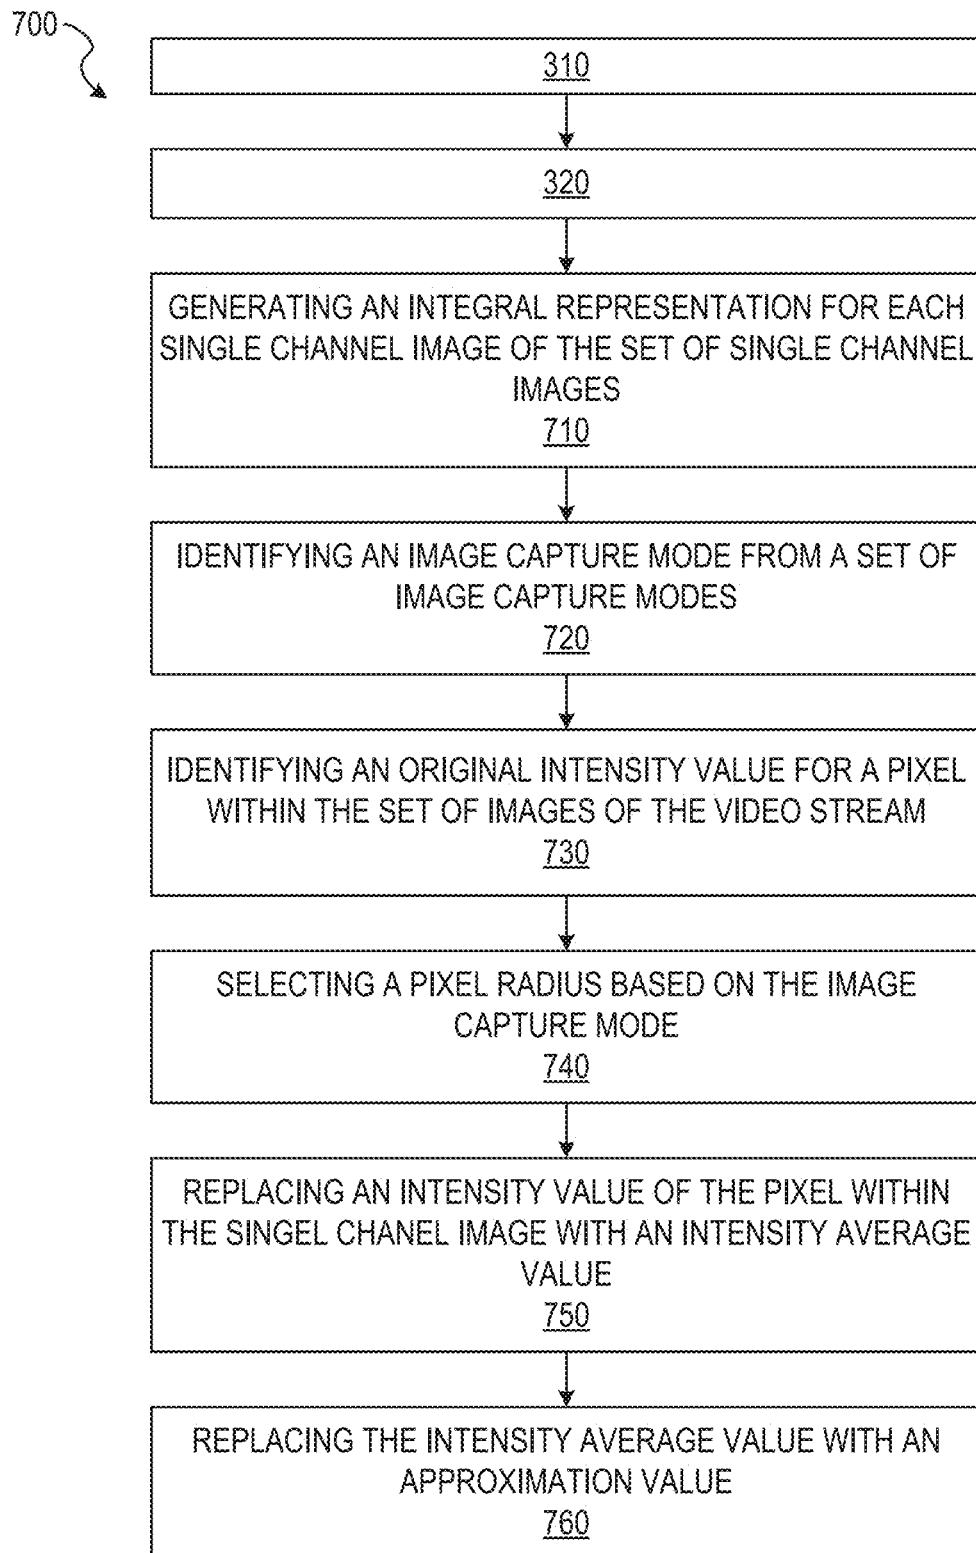 700
310
320
GENERATING AN INTEGRAL REPRESENTATION FOR EACH
SINGLE CHANNEL IMAGE OF THE SET OF SINGLE CHANNEL
IMAGES
710
IDENTIFYING AN IMAGE CAPTURE MODE FROM A SET OF
IMAGE CAPTURE MODES
720
IDENTIFYING AN ORIGINAL INTENSITY VALUE FOR A PIXEL
WITHIN THE SET OF IMAGES OF THE VIDEO STREAM
730
SELECTING A PIXEL RADIUS BASED ON THE IMAGE
CAPTURE MODE
740
REPLACING AN INTENSITY VALUE OF THE PIXEL WITHIN
THE SINGEL CHANEL IMAGE WITH AN INTENSITY AVERAGE
VALUE
750
REPLACING THE INTENSITY AVERAGE VALUE WITH AN
APPROXIMATION VALUE
760